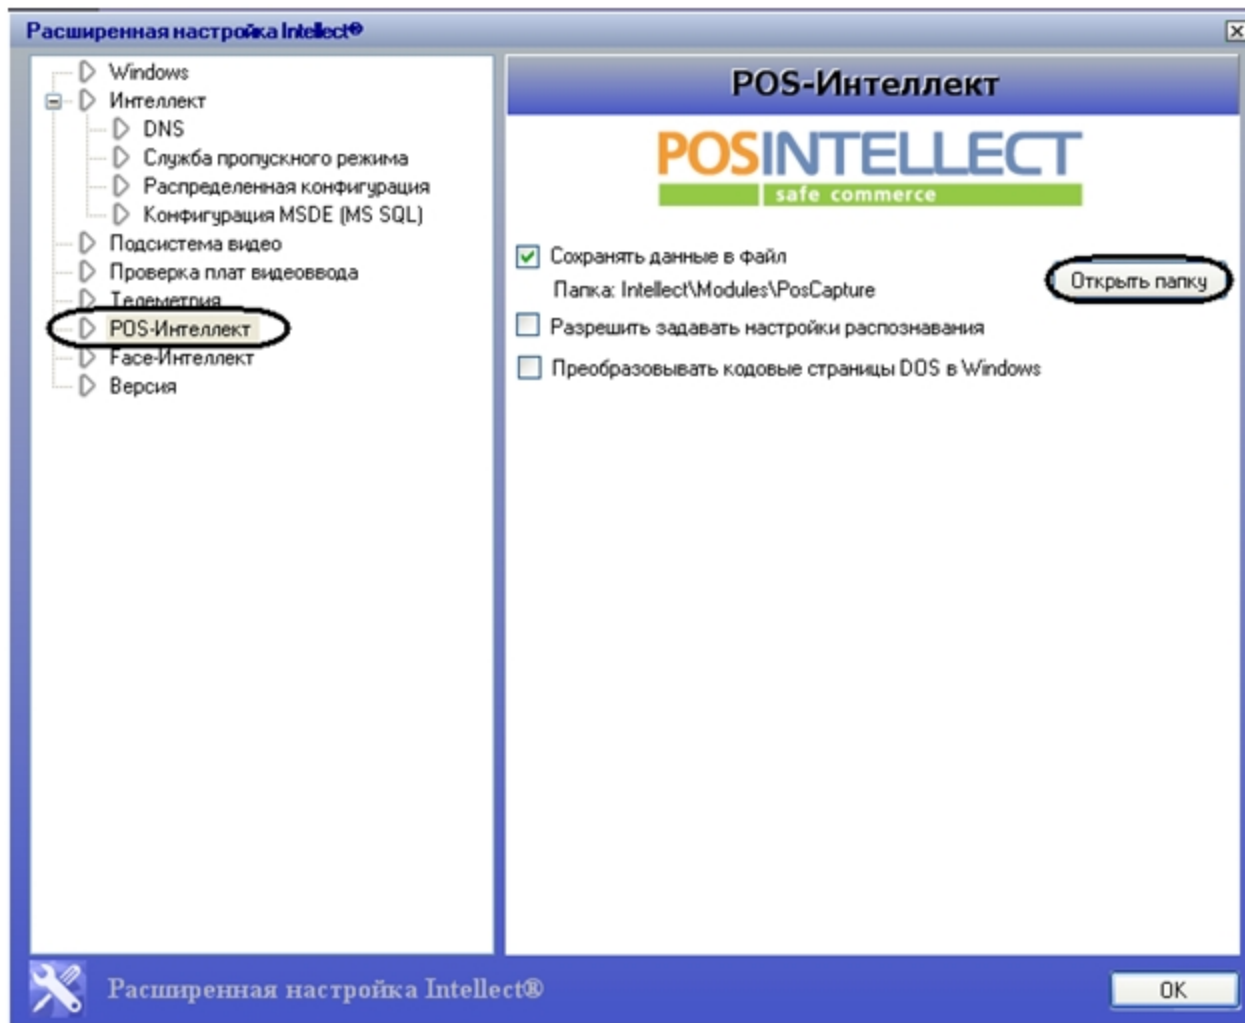 Расширенная настройка Intellect®
Windows
Интеллект
DNS
Служба пропускного режима
Распределенная конфигурация
Конфигурация MSDE (MS SQL)
Подсистема видео
Проверка плат видеоввода
Телеметрия
POS-Интеллект
Face-Интеллект
Версия
POS-Интеллект
POSINTELLECT
safe commerce
Сохранять данные в файл
Папка: Intellect\Modules\PosCapture
Открыть папку
Разрешить задавать настройки распознавания
Преобразовывать кодовые страницы DOS в Windows
Расширенная настройка Intellect®
OK